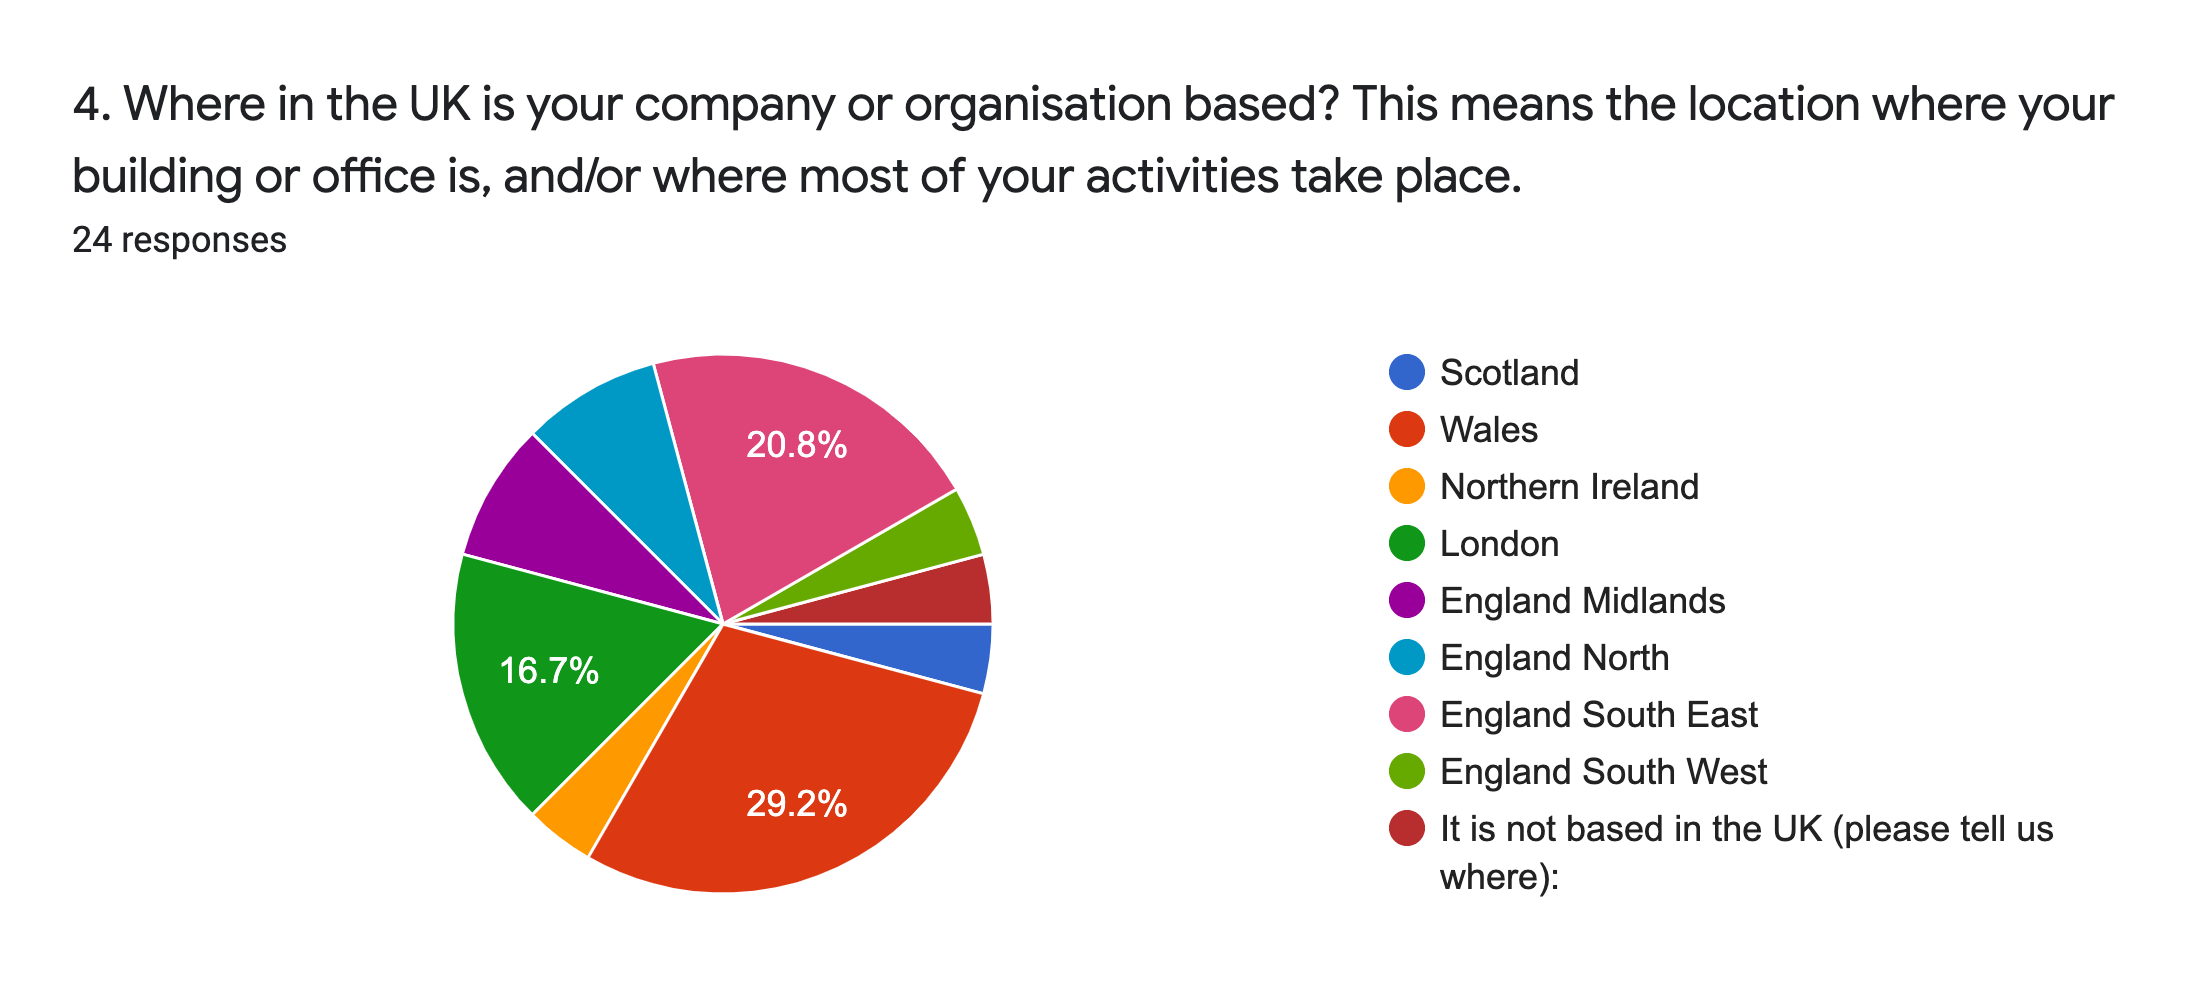 4. Where in the UK is your company or organisation based? This means the location where your
building or office is, and/or where most of your activities take place.
24 responses
20.8%
16.7%
29.2%
Scotland
Wales
Northern Ireland
London
England Midlands
England North
England South East
England South West
It is not based in the UK (please tell us
where):